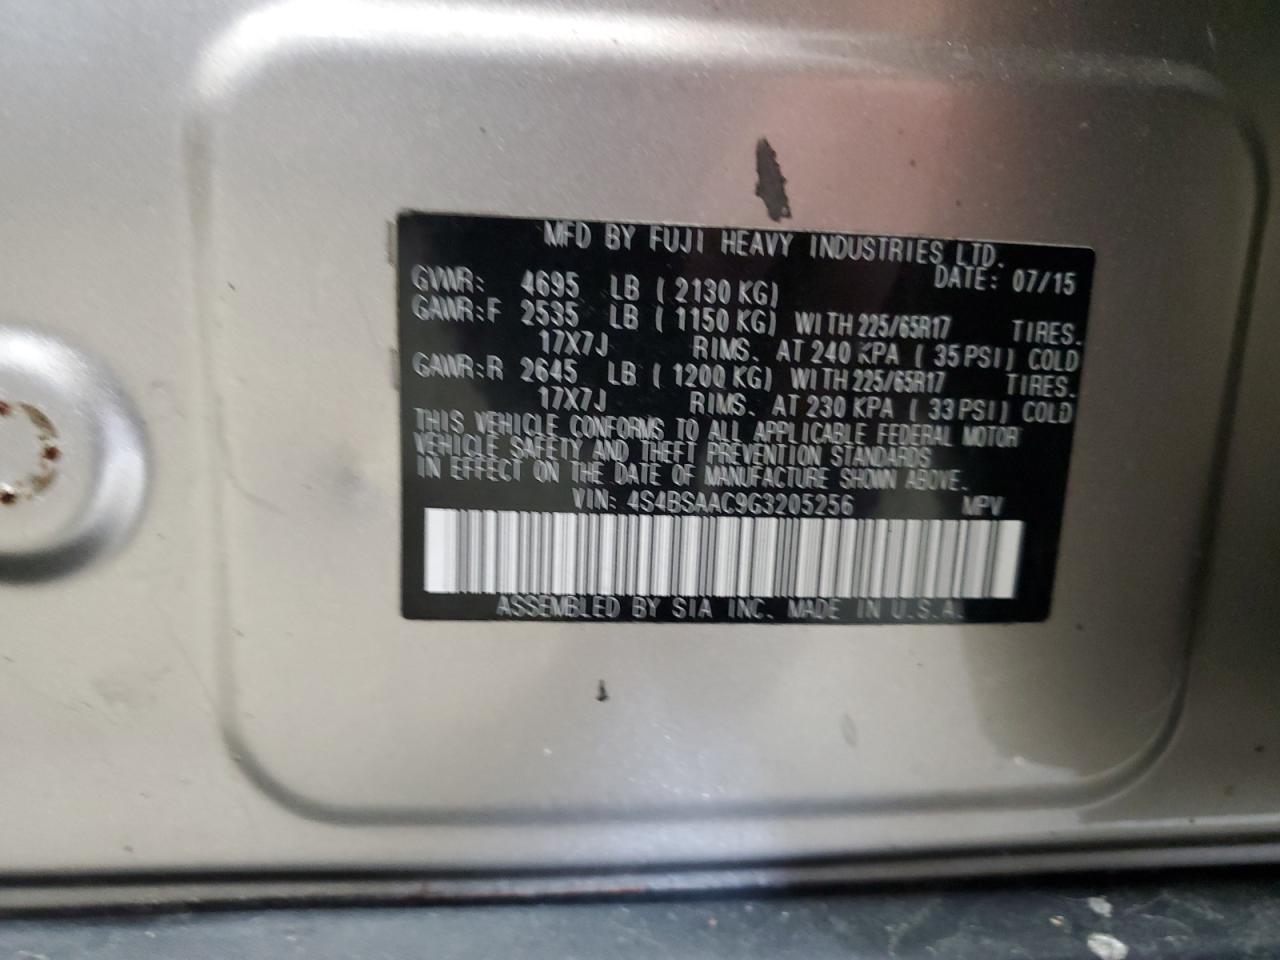 MFD BY FUJI HEAVY INDUSTRIES LTD.
DATE: 07/15
GVWR: 4695 LB ( 2130 KG)
GAWR:F 2535 LB ( 1150 KG) WITH 225/65R17 TIRES.
17X7J RIMS. AT 240 KPA ( 35 PSI) COLD
GAWR:R 2645 LB ( 1200 KG) WITH 225/65R17 TIRES.
17X7J RIMS. AT 230 KPA ( 33 PSI) COLD
THIS VEHICLE CONFORMS TO ALL APPLICABLE FEDERAL MOTOR
VEHICLE SAFETY AND THEFT PREVENTION STANDARDS
IN EFFECT ON THE DATE OF MANUFACTURE SHOWN ABOVE.
VIN: 4S4BSAAC9G3205256 MPV
ASSEMBLED BY SIA INC. MADE IN U.S.A.